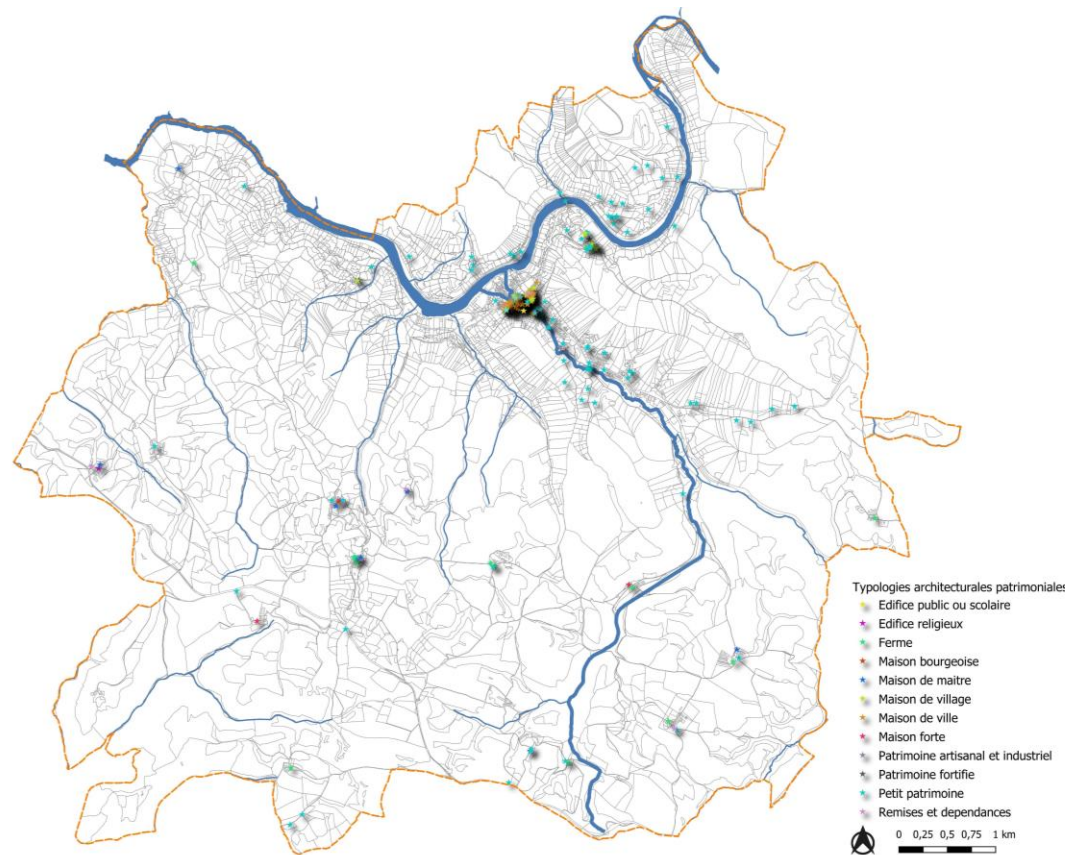 Typologies architecturales patrimoniales
Edifice public ou scolaire
Edifice religieux
Ferme
Maison bourgeoise
Maison de maitre
Maison de village
Maison de ville
Maison forte
Patrimoine artisanal et industriel
Patrimoine fortifie
Petit patrimoine
Remises et dependances
0 0,25 0,5 0,75 1 km